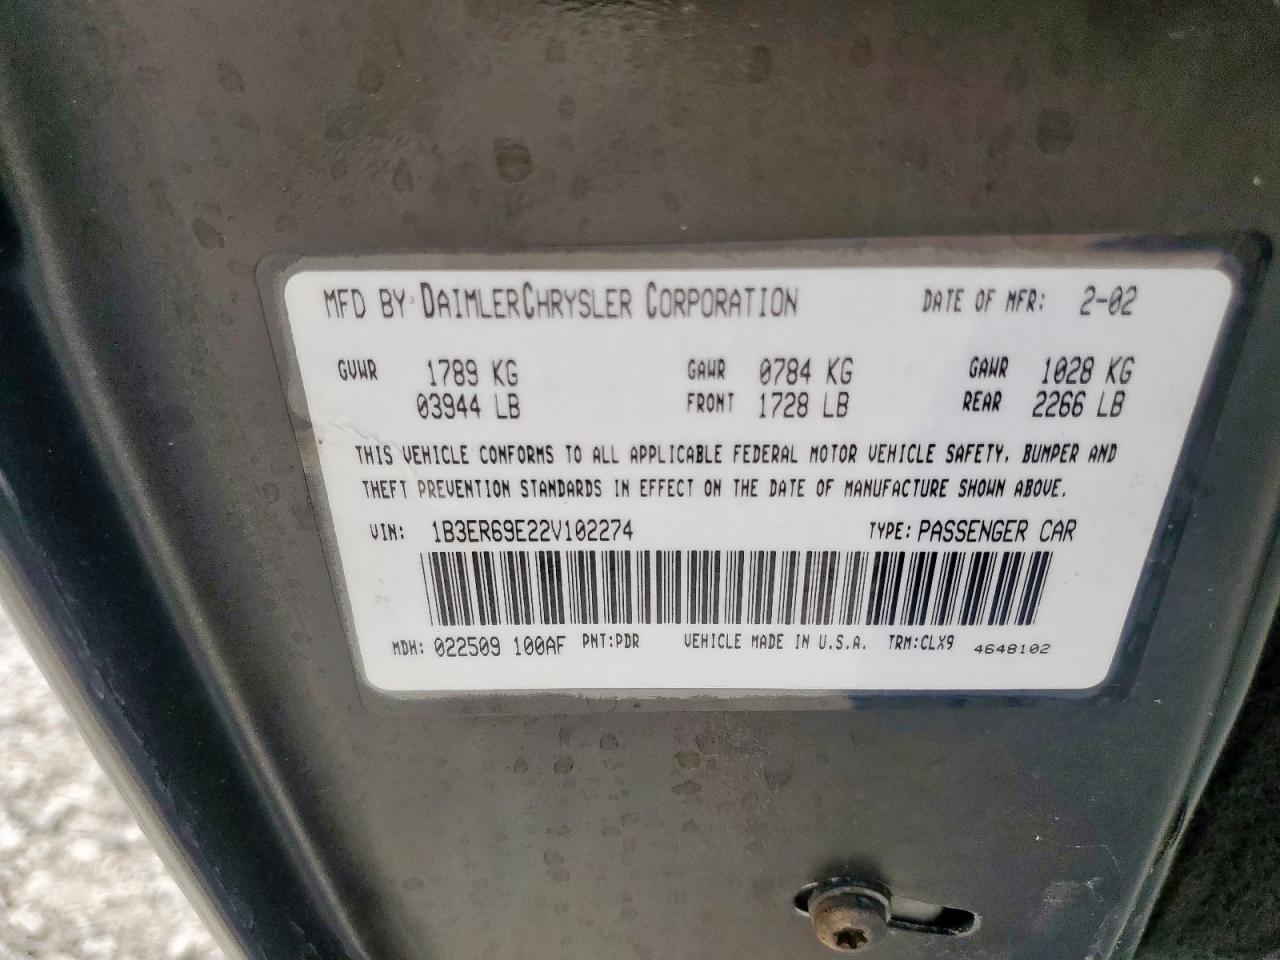 MFD BY: DAIMLERCHRYSLER CORPORATION DATE OF MFR: 2-02
GVWR 1789 KG GAWR 0784 KG GAWR 1028 KG
03944 LB FRONT 1728 LB REAR 2266 LB
THIS VEHICLE CONFORMS TO ALL APPLICABLE FEDERAL MOTOR VEHICLE SAFETY, BUMPER AND
THEFT PREVENTION STANDARDS IN EFFECT ON THE DATE OF MANUFACTURE SHOWN ABOVE.
VIN: 1B3ER69E22V102274 TYPE: PASSENGER CAR
MDH: 022509 100AF PNT:PDR VEHICLE MADE IN U.S.A. TRM:CLX9 4648102